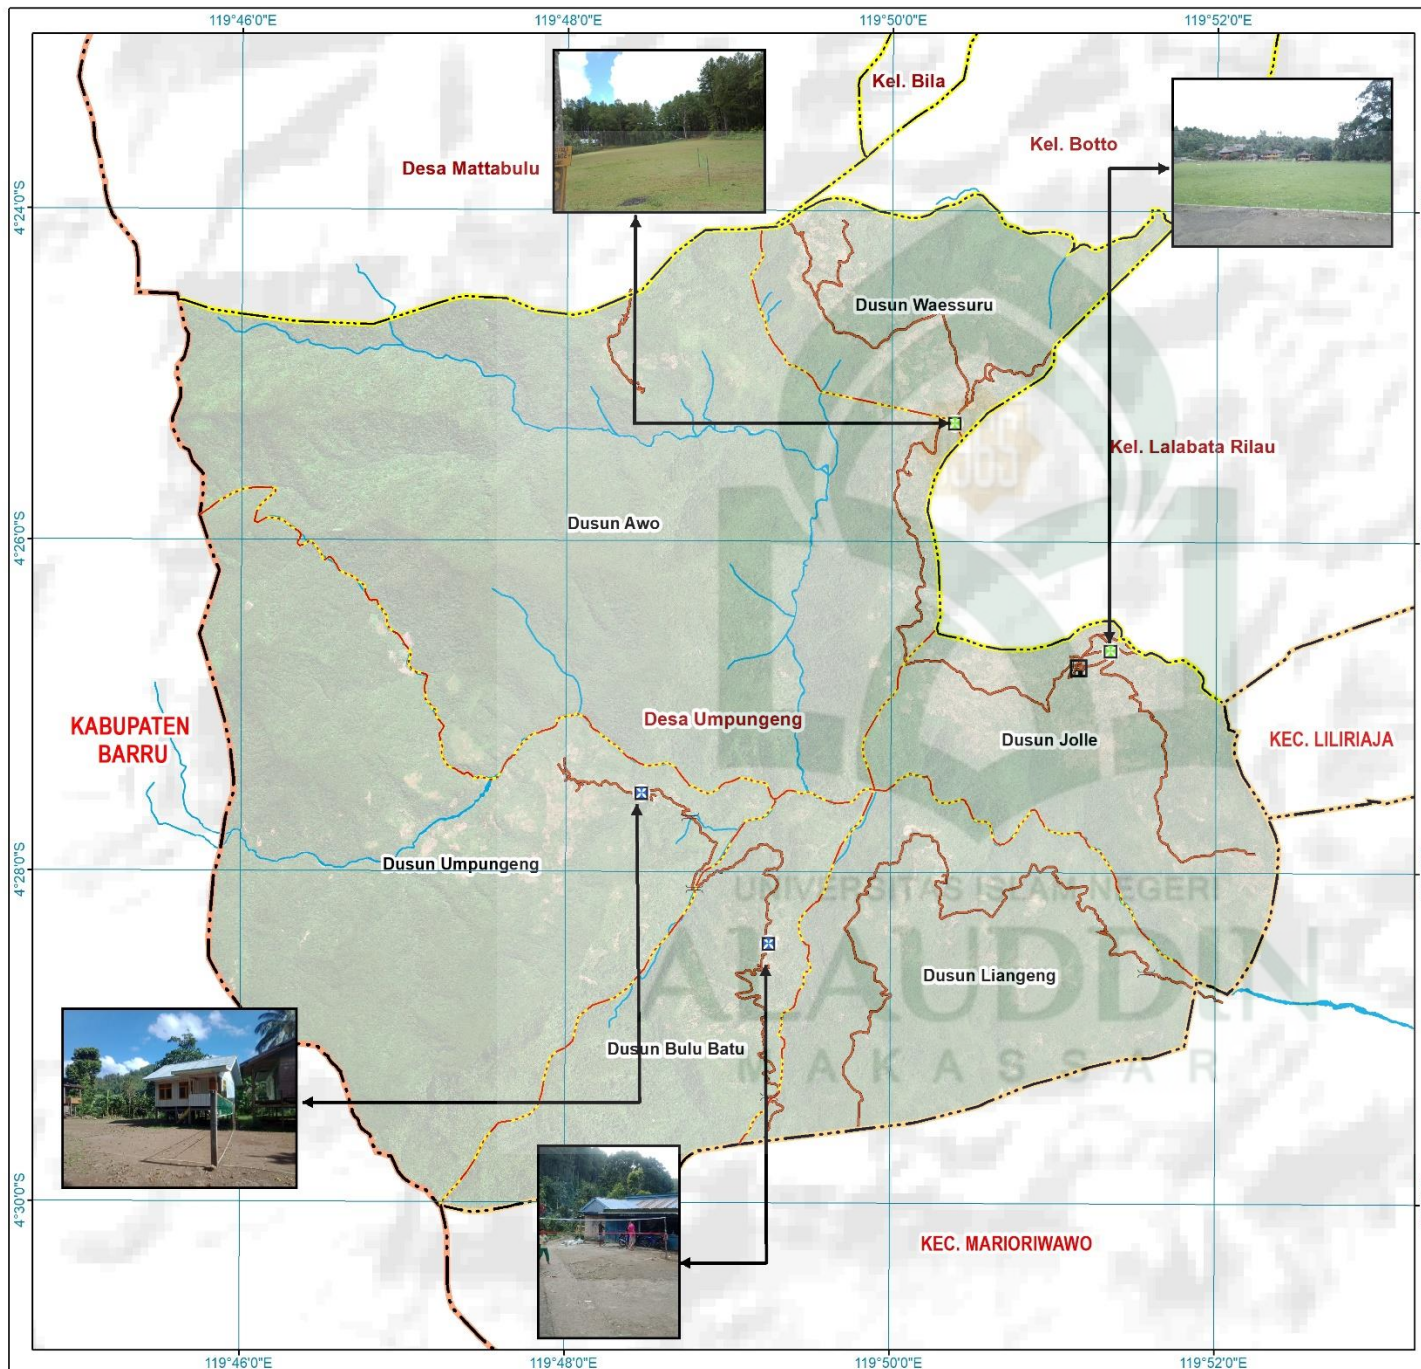 119°46'0"E
119°48'0"E
119°50'0"E
119°52'0"E
Kel. Bila
Kel. Botto
Desa Mattabulu
4°24'0"S
Dusun Waessuru
Kel. Lalabata Rilau
Dusun Awo
4°26'0"S
Desa Umpungeng
KABUPATEN
BARRU
Dusun Jolle
KEC. LILIRIAJA
Dusun Umpungeng
4°28'0"S
UNIVERSITAS ISLAM NEGERI
ALAUDDIN
Dusun Liangeng
Dusun Bulu Batu
MAKASSAR
4°30'0"S
KEC. MARIORIWAWO
119°46'0"E
119°48'0"E
119°50'0"E
119°52'0"E